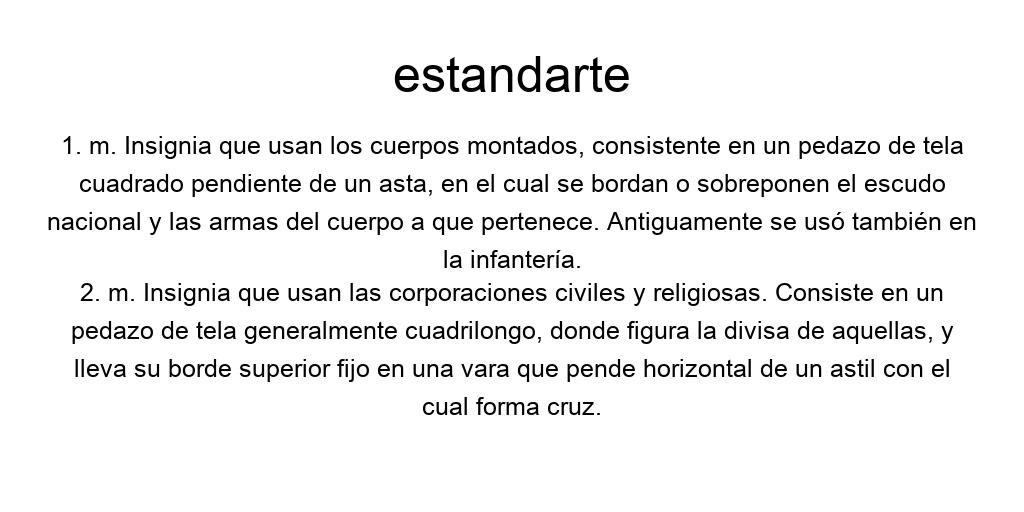 estandarte
1. m. Insignia que usan los cuerpos montados, consistente en un pedazo de tela
cuadrado pendiente de un asta, en el cual se bordan o sobreponen el escudo
nacional y las armas del cuerpo a que pertenece. Antiguamente se usó también en
la infantería.
2. m. Insignia que usan las corporaciones civiles y religiosas. Consiste en un
pedazo de tela generalmente cuadrilongo, donde figura la divisa de aquellas, y
lleva su borde superior fijo en una vara que pende horizontal de un astil con el
cual forma cruz.